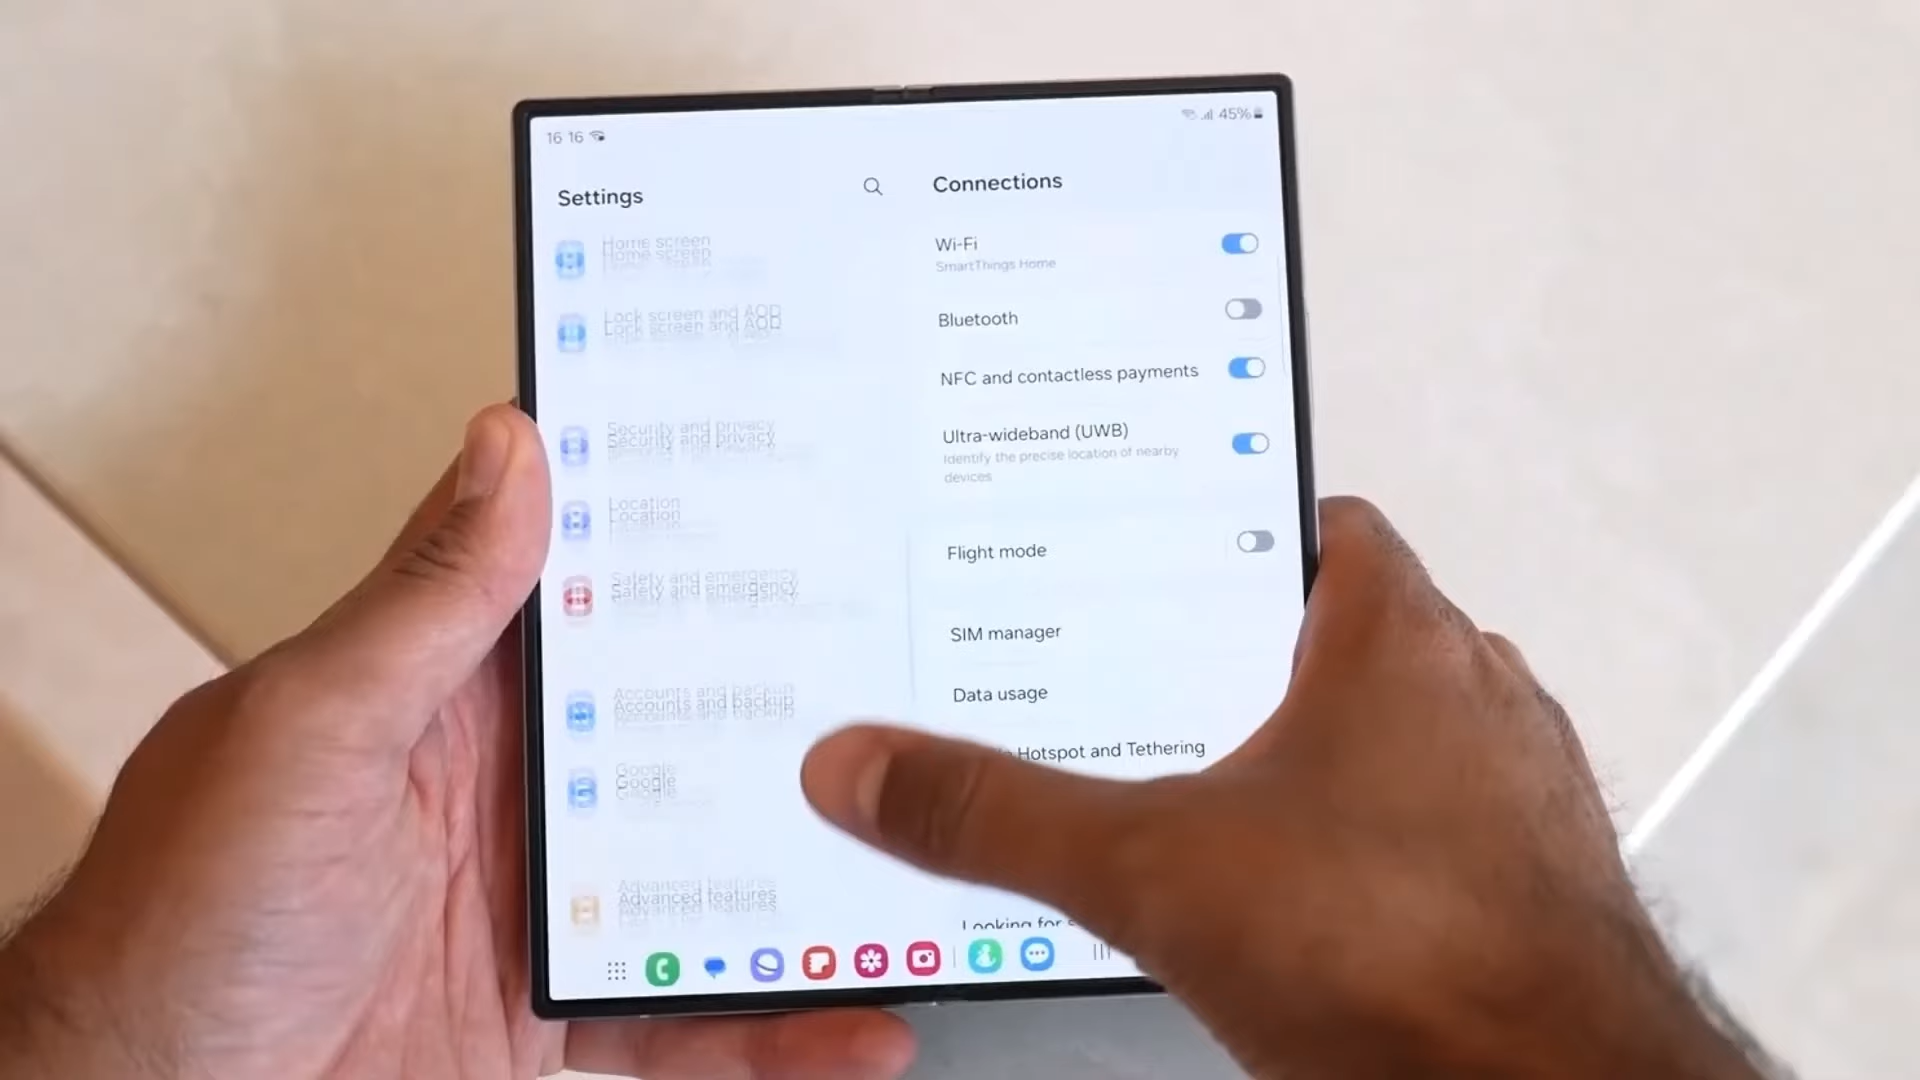 16 16
45%
Settings
Home screen
Lock screen and AOD
Security and privacy
Location
Safety and emergency
Accounts and backup
Google
Advanced features
Connections
Wi-Fi
SmartThings Home
Bluetooth
NFC and contactless payments
Ultra-wideband (UWB)
Identify the precise location of nearby
devices
Flight mode
SIM manager
Data usage
Hotspot and Tethering
Looking for